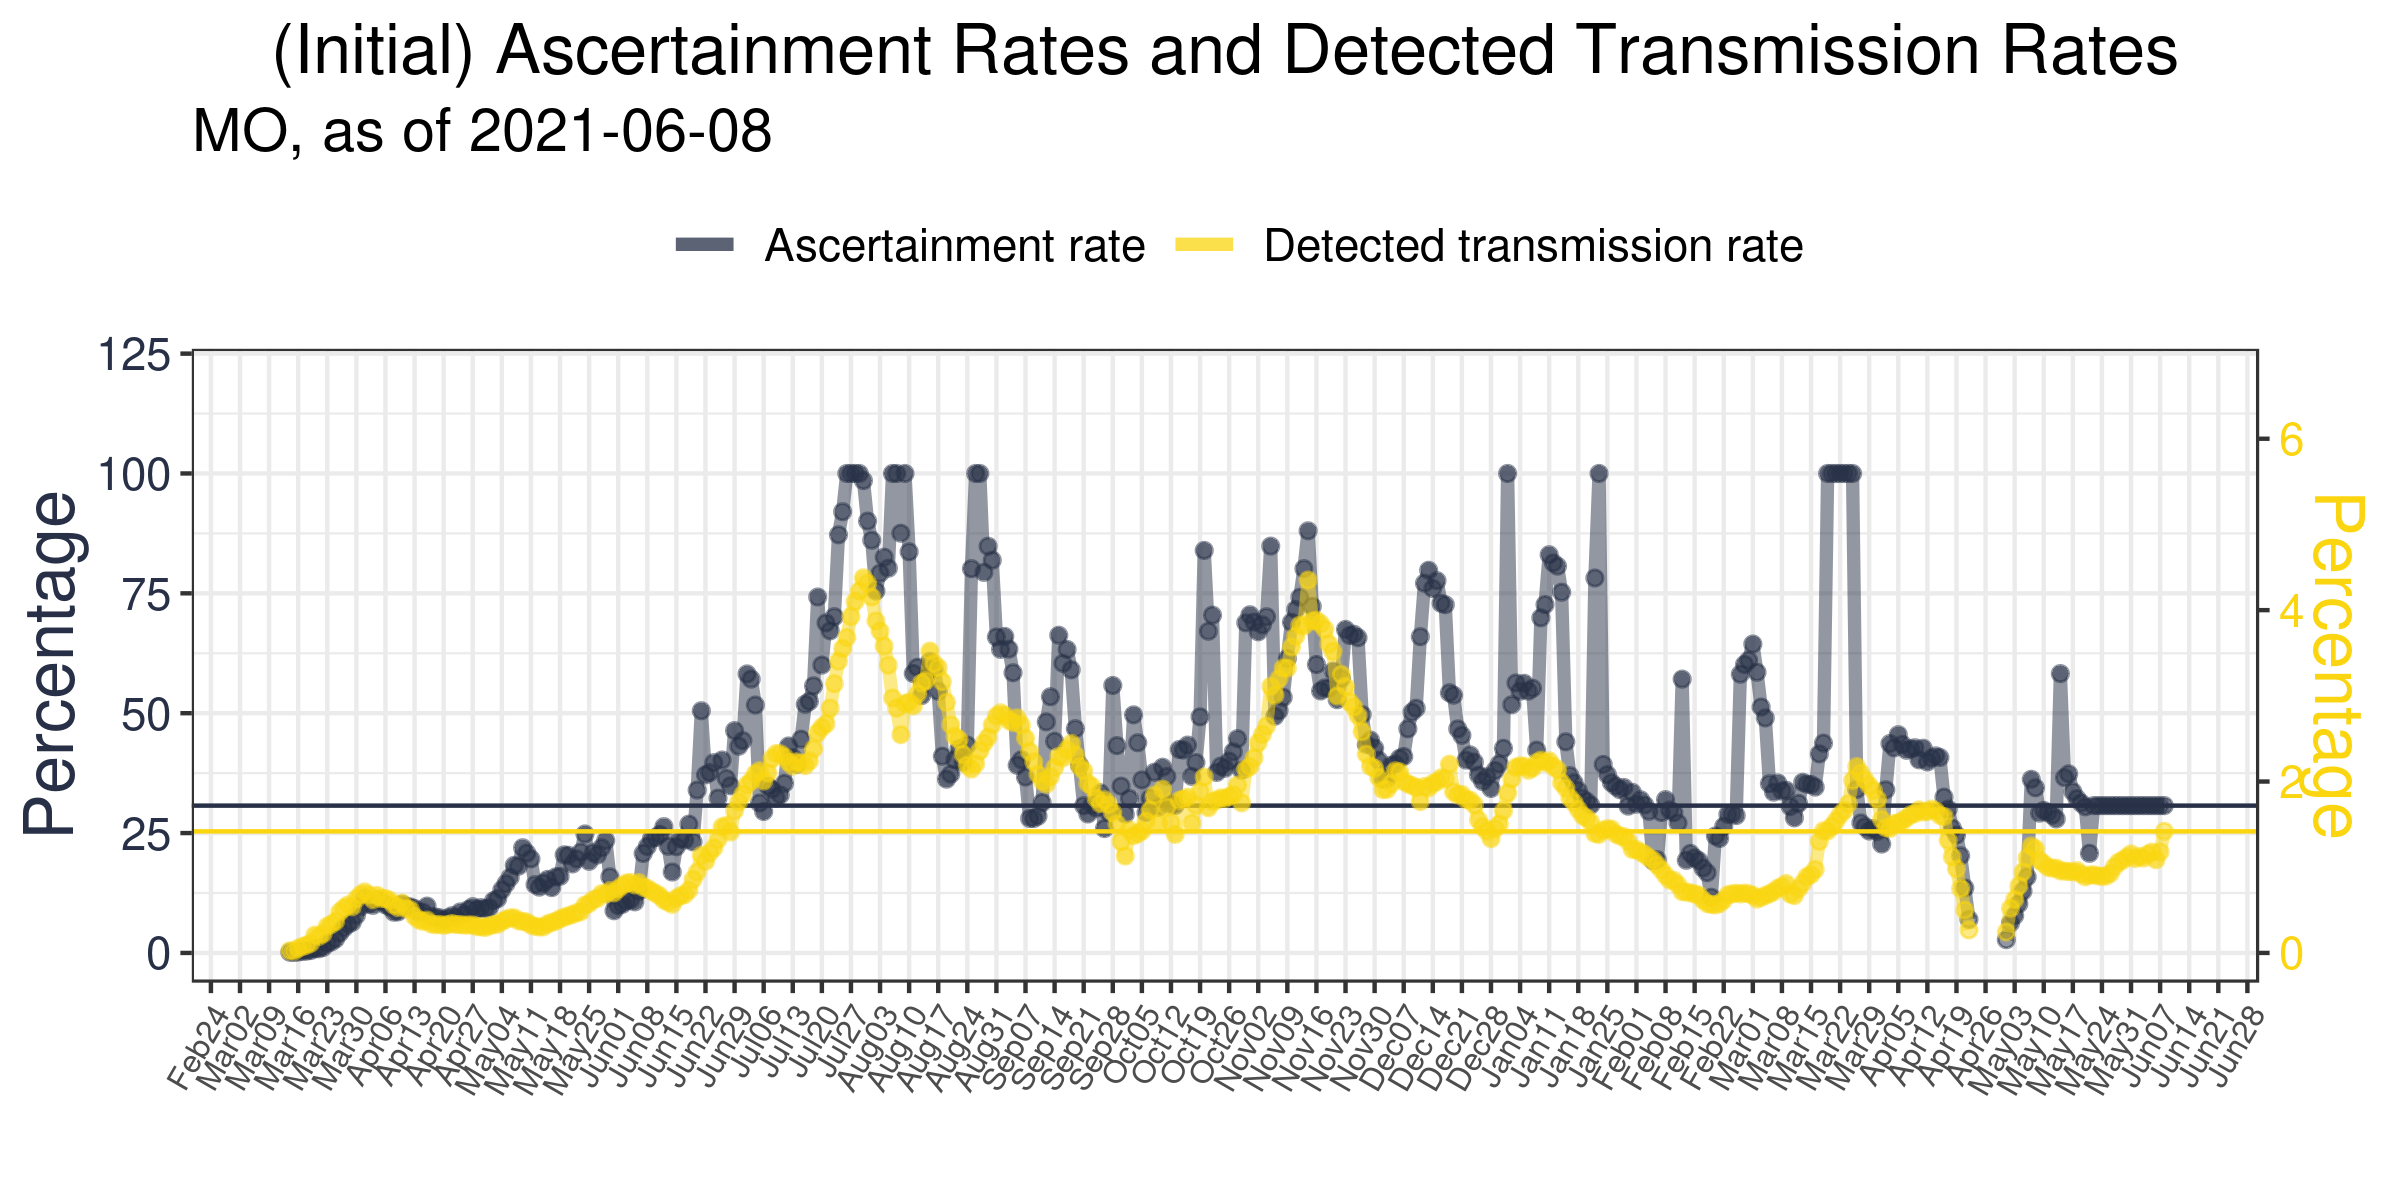 (Initial) Ascertainment Rates and Detected Transmission Rates
MO, as of 2021-06-08
Ascertainment rate
Detected transmission rate
125
100
75
50
25
0
Percentage
6
4
2
0
Percentage
Feb24
Mar02
Mar09
Mar16
Mar23
Mar30
Apr06
Apr13
Apr20
Apr27
May04
May11
May18
May25
Jun01
Jun08
Jun15
Jun22
Jun29
Jul06
Jul13
Jul20
Jul27
Aug03
Aug10
Aug17
Aug24
Aug31
Sep07
Sep14
Sep21
Sep28
Oct05
Oct12
Oct19
Oct26
Nov02
Nov09
Nov16
Nov23
Nov30
Dec07
Dec14
Dec21
Dec28
Jan04
Jan11
Jan18
Jan25
Feb01
Feb08
Feb15
Feb22
Mar01
Mar08
Mar15
Mar22
Mar29
Apr05
Apr12
Apr19
Apr26
May03
May10
May17
May24
May31
Jun07
Jun14
Jun21
Jun28